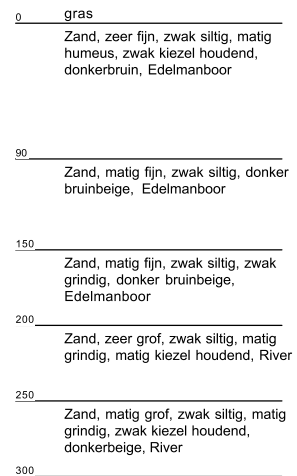 0 gras
Zand, zeer fijn, zwak siltig, matig
humeus, zwak kiezel houdend,
donkerbruin, Edelmanboor
90
Zand, matig fijn, zwak siltig, donker
bruinbeige, Edelmanboor
150
Zand, matig fijn, zwak siltig, zwak
grindig, donker bruinbeige,
Edelmanboor
200
Zand, zeer grof, zwak siltig, matig
grindig, matig kiezel houdend, River
250
Zand, matig grof, zwak siltig, matig
grindig, zwak kiezel houdend,
donkerbeige, River
300